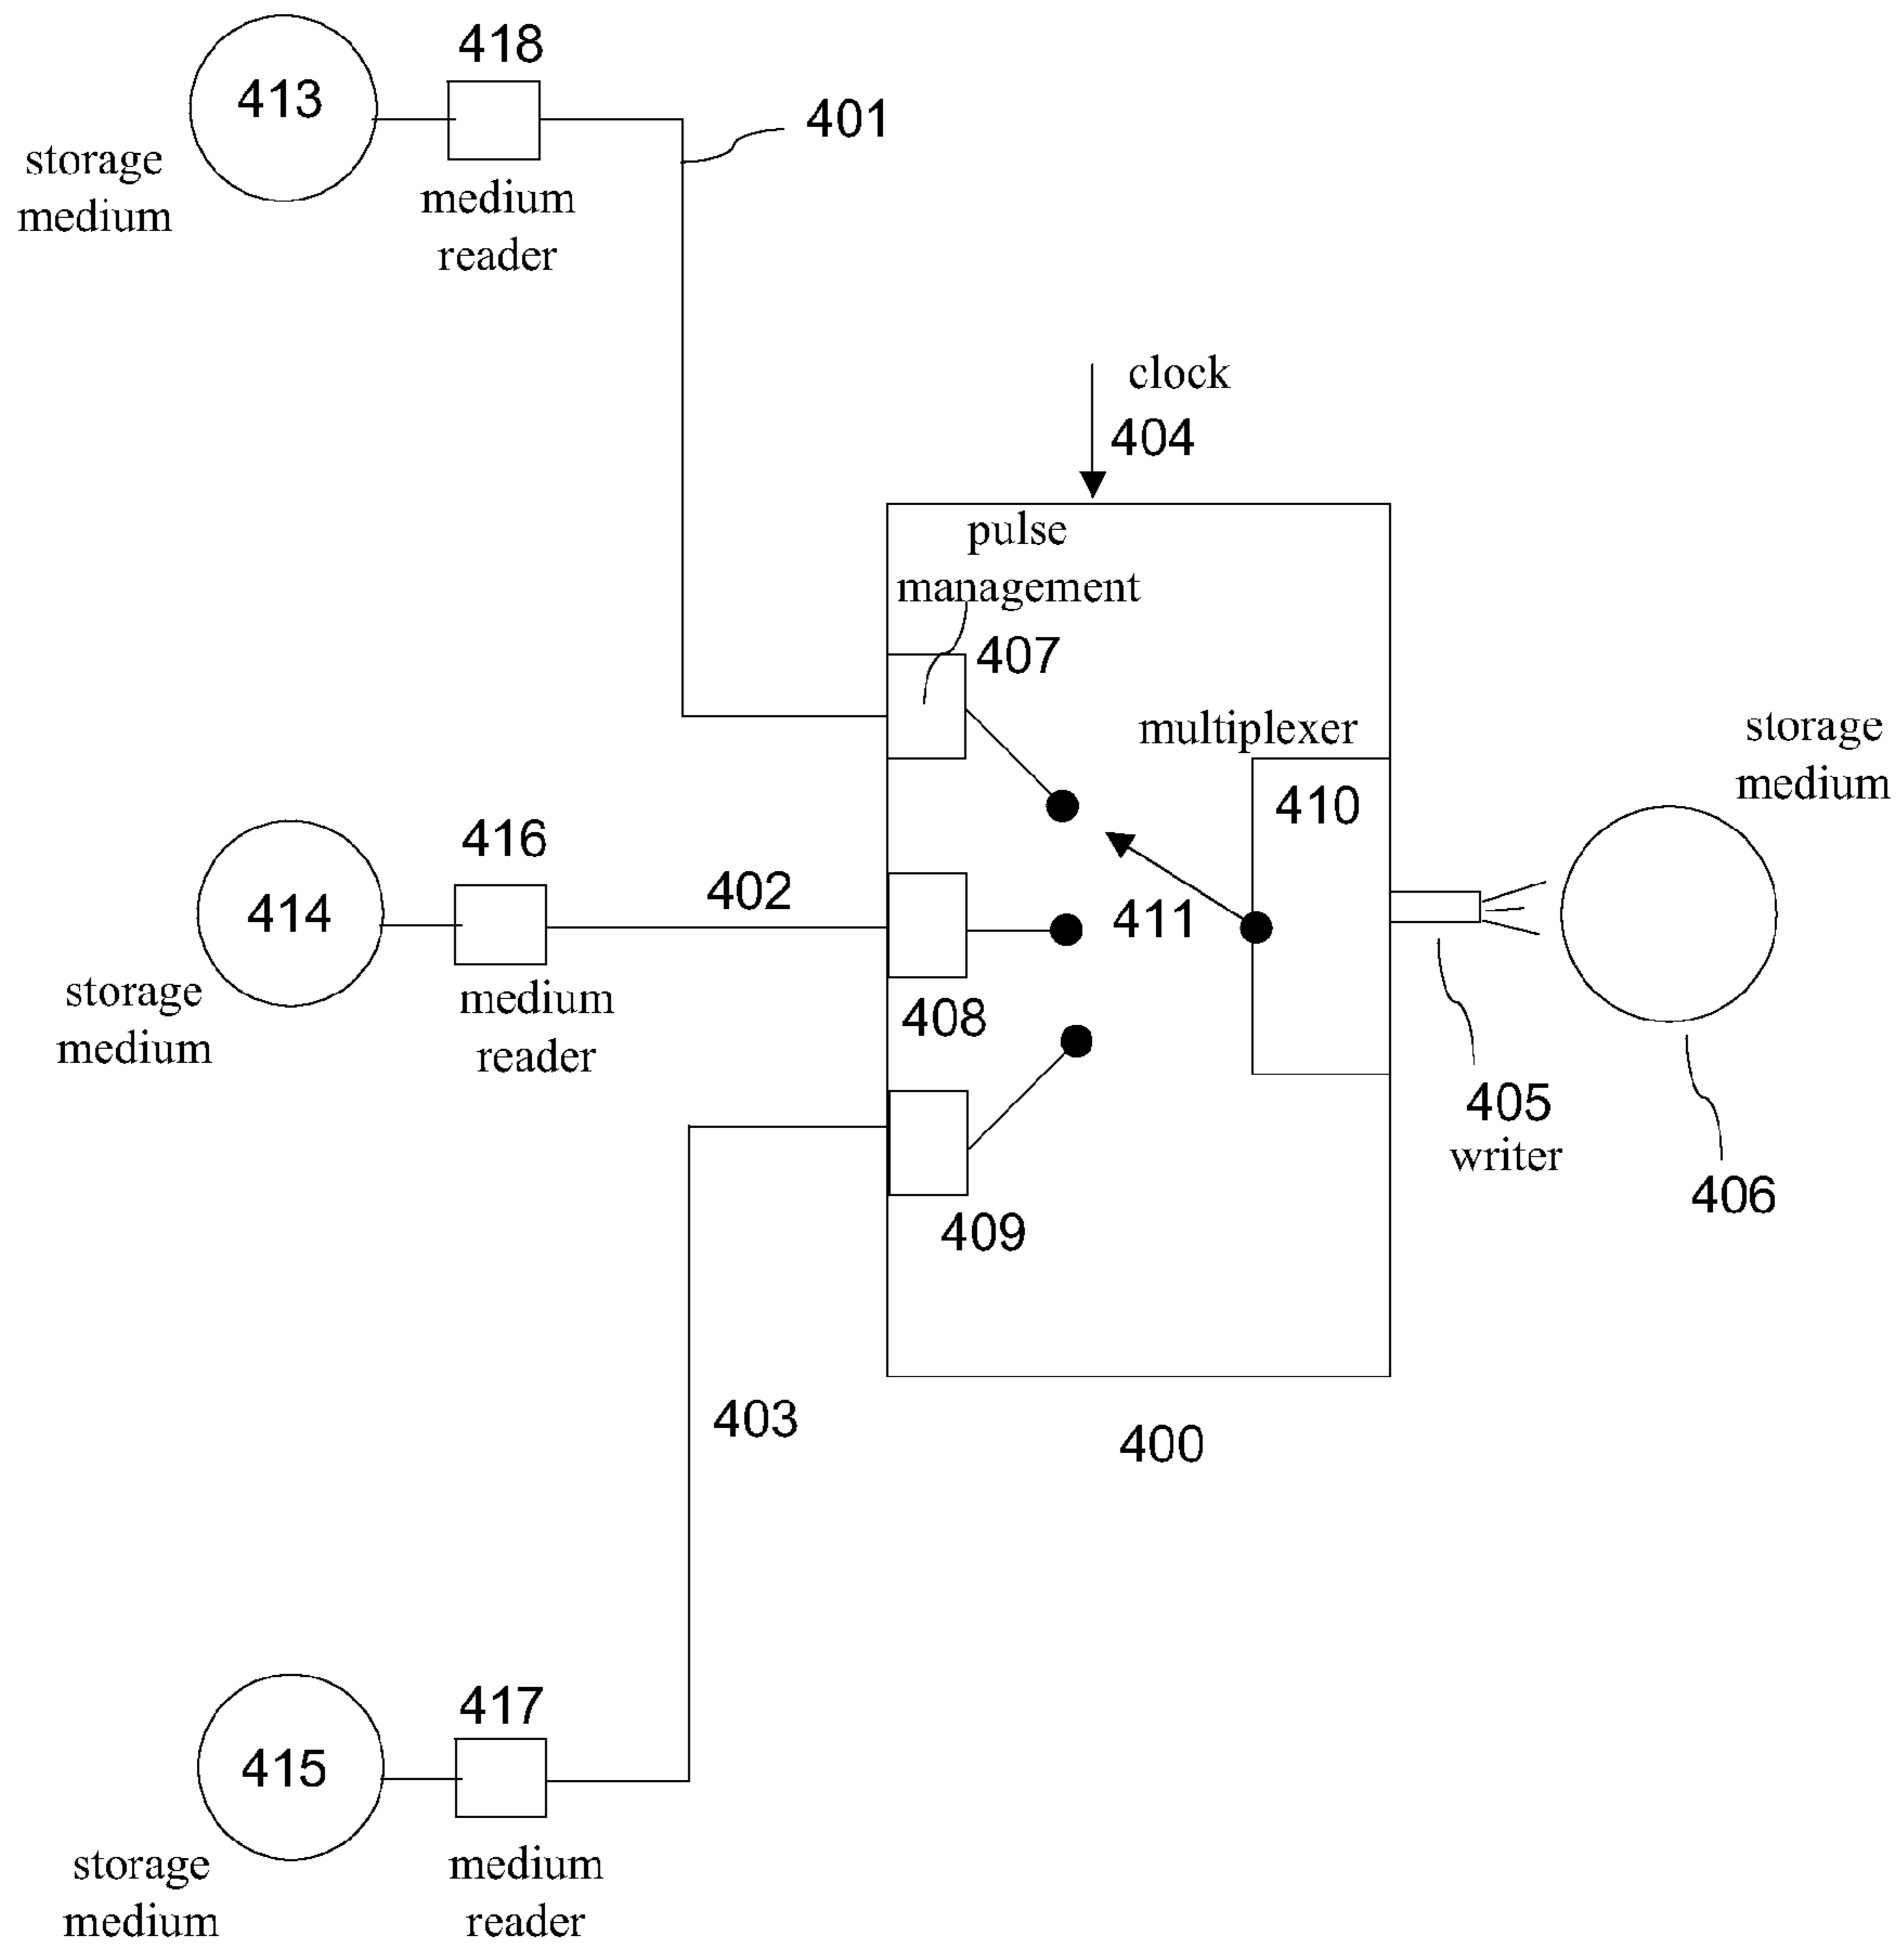 418
413
401
storage
medium
medium
reader
clock
404
pulse
management
407
multiplexer
storage
medium
410
416
402
414
411
storage
medium
medium
reader
408
405
writer
406
409
403
400
417
415
storage
medium
medium
reader